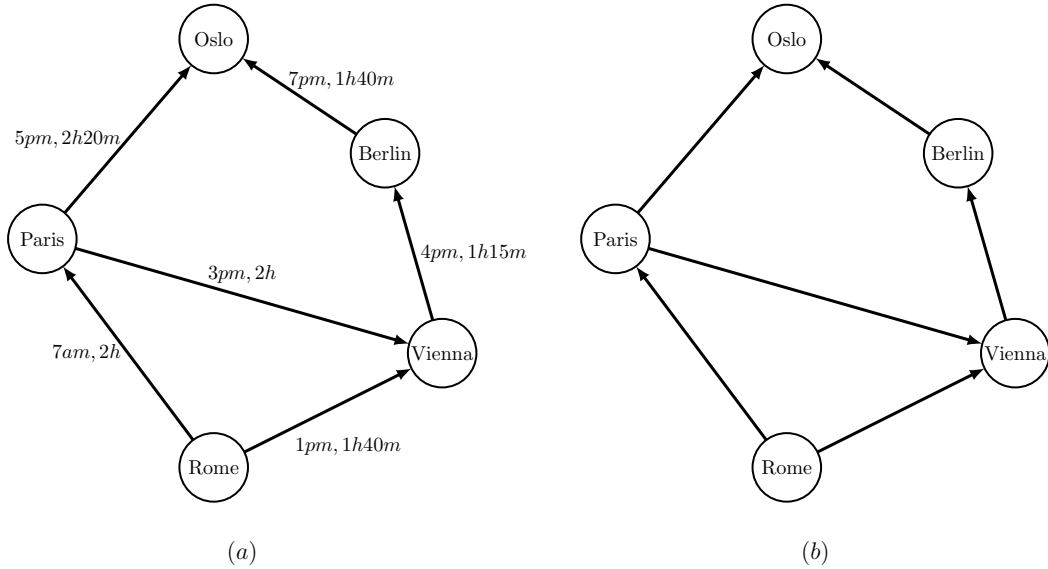 Oslo
7pm, 1h40m
5pm, 2h20m
Berlin
Paris
4pm, 1h15m
3pm, 2h
7am, 2h
Vienna
1pm, 1h40m
Rome
(a)
Oslo
Berlin
Paris
Vienna
Rome
(b)